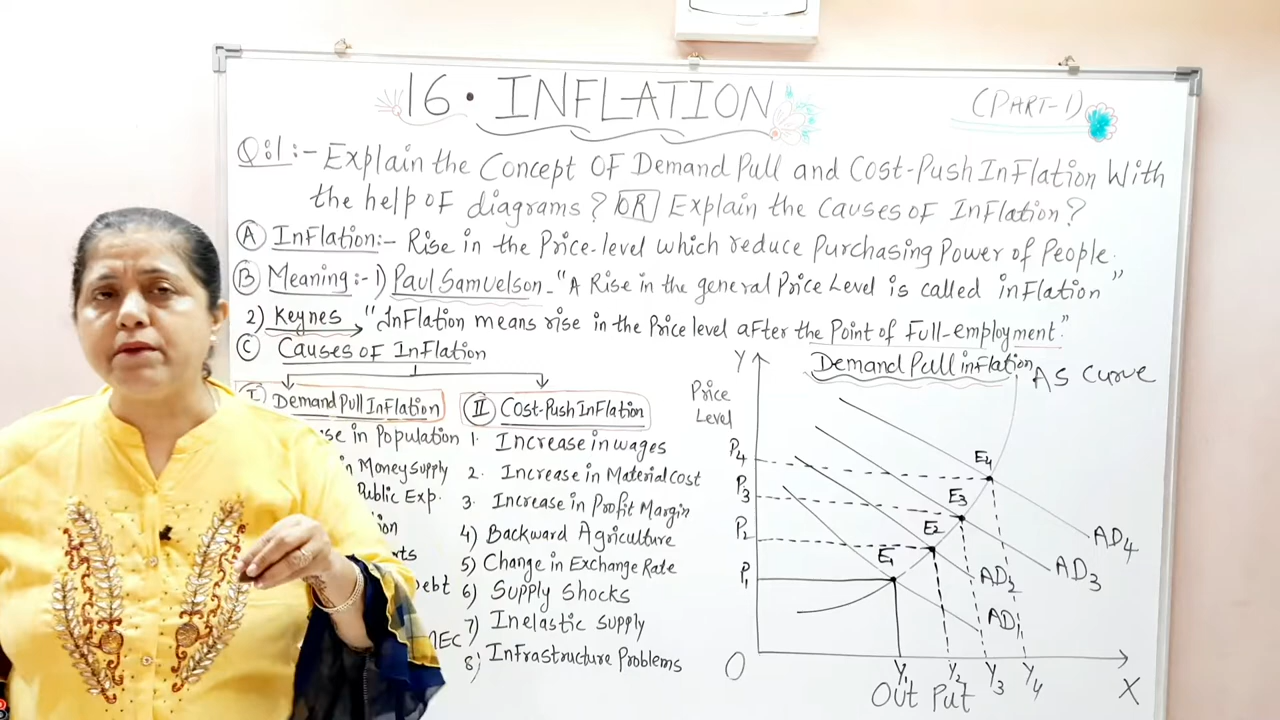 16. INFLATION (PART-1)
Q:1:- Explain the Concept OF Demand Pull and Cost-Push InFlation With
the help OF diagrams? OR Explain the Causes OF InFlation?
A InFlation:- Rise in the Price-level which reduce Purchasing Power of People.
B Meaning:- 1) Paul Samuelson - "A Rise in the general Price Level is called inFlation"
2) Keynes → "InFlation means rise in the Price level aFter the Point of Full-employment."
C Causes OF InFlation
I Demand Pull InFlation
in Population
in Money Supply
Public Exp.
II Cost-Push InFlation
1. Increase in wages
2. Increase in Material Cost
3. Increase in Profit Margin
4) Backward Agriculture
5) Change in Exchange Rate
6) Supply Shocks
7) Inelastic supply
8) Infrastructure Problems
Demand Pull inflation
Y
Price
Level
AS Curve
P4
P3
P2
P1
E4
E3
E2
E1
AD4
AD3
AD2
AD1
O
Y1 Y2 Y3 Y4
X
Out Put